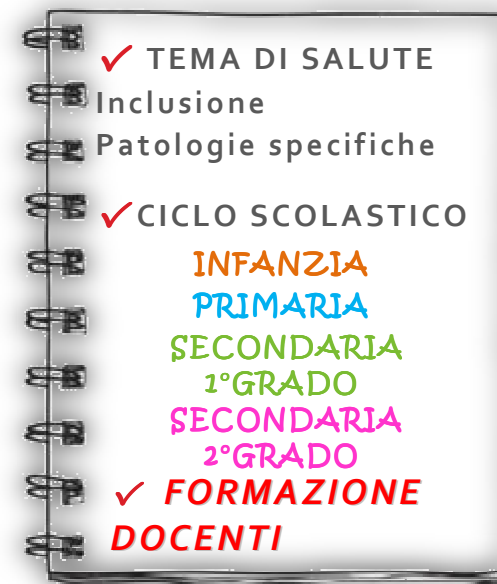 ✓ TEMA DI SALUTE
Inclusione
Patologie specifiche
✓ CICLO SCOLASTICO
INFANZIA
PRIMARIA
SECONDARIA
1°GRADO
SECONDARIA
2°GRADO
✓ FORMAZIONE
DOCENTI